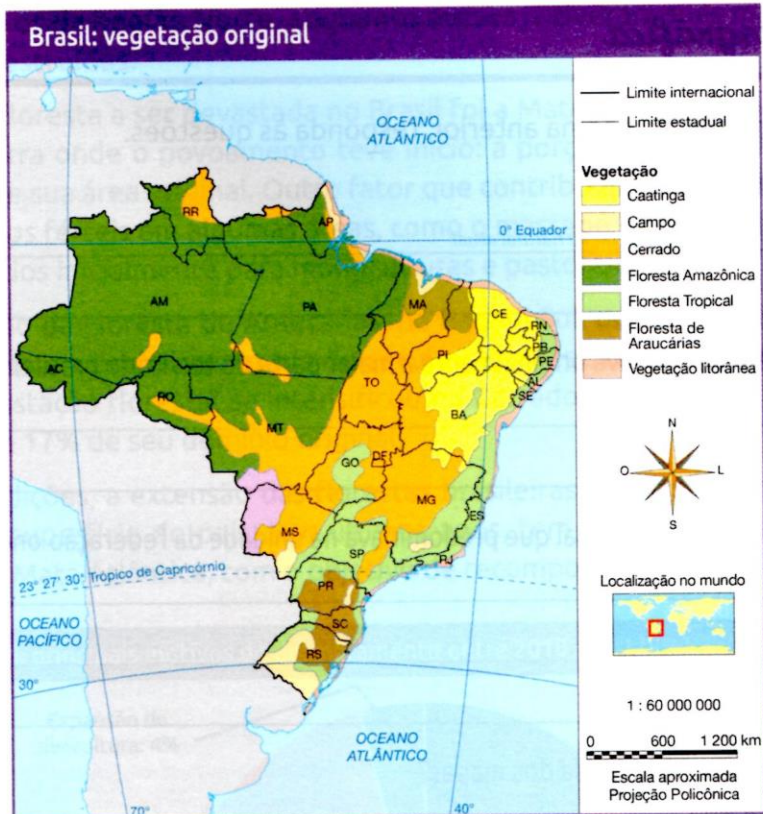 Brasil: vegetação original
OCEANO
ATLÂNTICO
0° Equador
RR
AP
AM
PA
MA
CE
RN
PB
PE
AL
SE
PI
AC
RO
TO
BA
MT
DF
GO
MG
ES
MS
SP
RJ
23° 27' 30" Trópico de Capricórnio
PR
SC
RS
OCEANO
PACÍFICO
30°
OCEANO
ATLÂNTICO
70°
40°
Limite internacional
Limite estadual
Vegetação
Caatinga
Campo
Cerrado
Floresta Amazônica
Floresta Tropical
Floresta de
Araucárias
Vegetação litorânea
N
O
L
S
Localização no mundo
1 : 60 000 000
0 600 1 200 km
Escala aproximada
Projeção Policônica